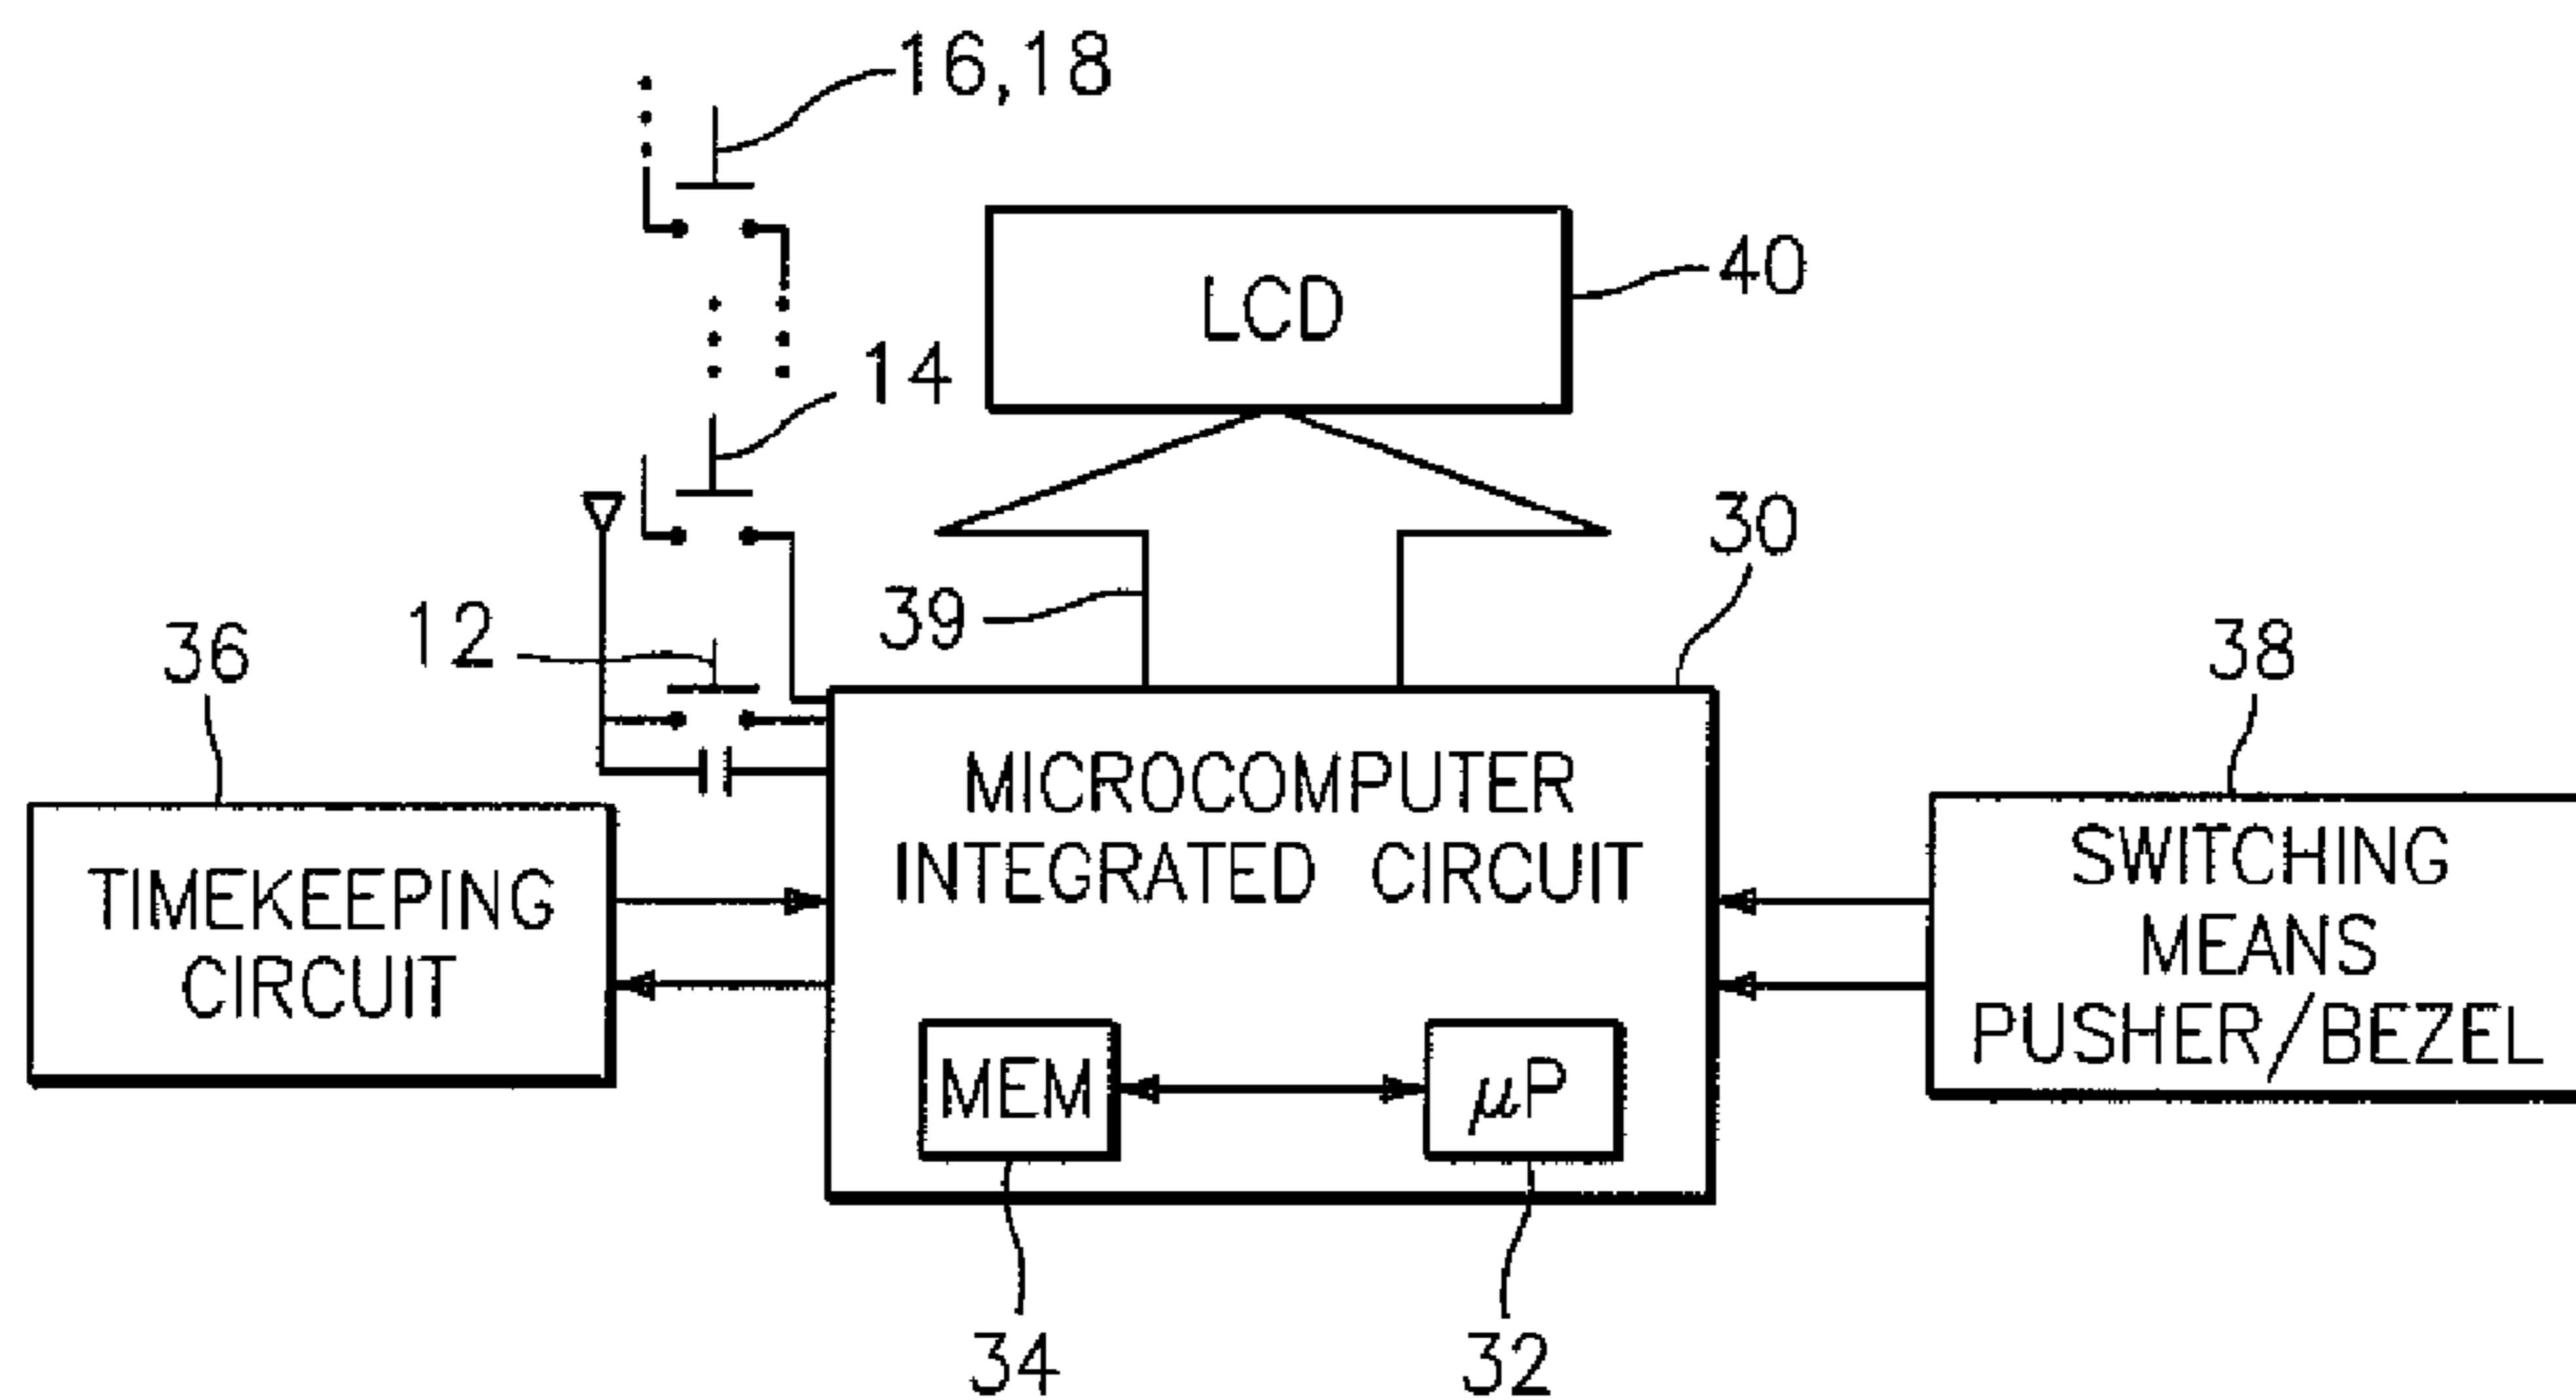 16,18
LCD
40
14
30
39
12
36
38
MICROCOMPUTER
INTEGRATED CIRCUIT
SWITCHING
MEANS
PUSHER/BEZEL
TIMEKEEPING
CIRCUIT
MEM
μP
34
32